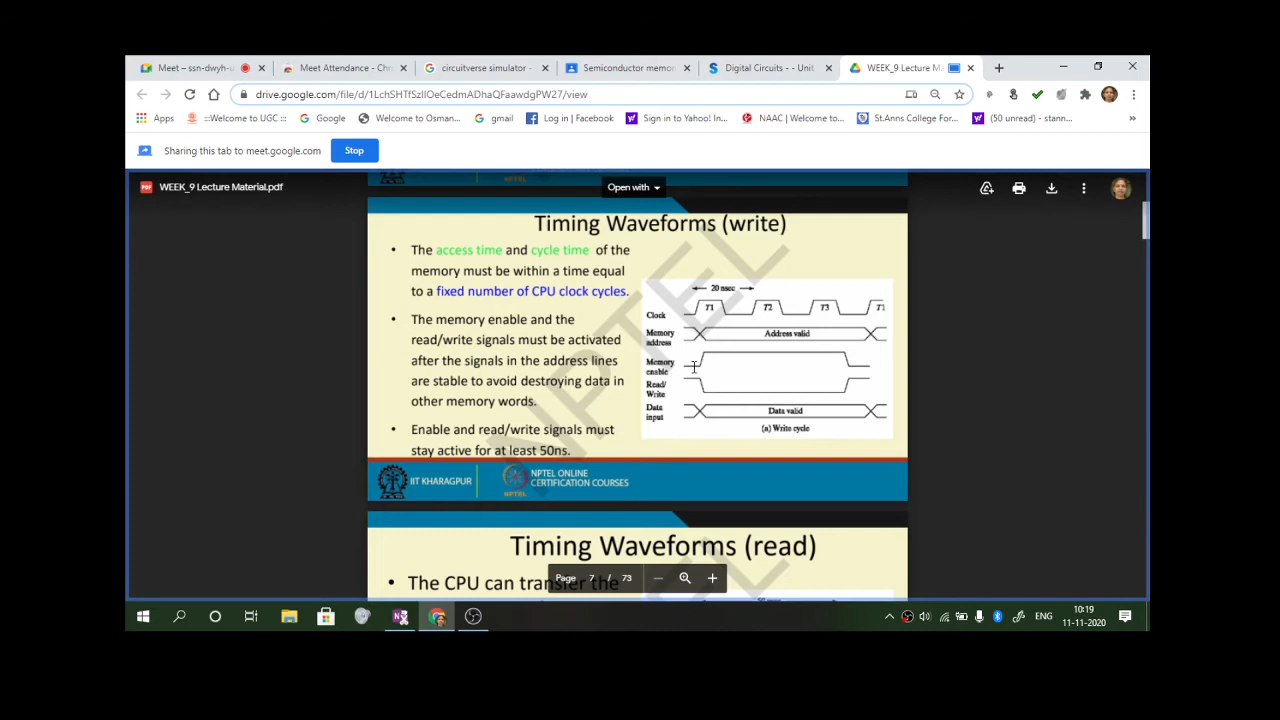 Meet – ssn-dwyh-u
Meet Attendance - Chr
circuitverse simulator -
Semiconductor memor
Digital Circuits - - Unit
WEEK_9 Lecture Ma
drive.google.com/file/d/1LchSHTfSzIlOeCedmADhaQFaawdgPW27/view
Apps
:::Welcome to UGC :...
Google
Welcome to Osman...
gmail
Log in | Facebook
Sign in to Yahoo! In...
NAAC | Welcome to...
St.Anns College For...
(50 unread) - stann...
Sharing this tab to meet.google.com
Stop
WEEK_9 Lecture Material.pdf
Open with
NPTEL
Timing Waveforms (write)
• The access time and cycle time of the
memory must be within a time equal
to a fixed number of CPU clock cycles.
• The memory enable and the
read/write signals must be activated
after the signals in the address lines
are stable to avoid destroying data in
other memory words.
• Enable and read/write signals must
stay active for at least 50ns.
20 nsec
Clock
T1
T2
T3
T1
Memory
address
Address valid
Memory
enable
Read/
Write
Data
input
Data valid
(a) Write cycle
NPTEL
IIT KHARAGPUR
NPTEL
NPTEL ONLINE
CERTIFICATION COURSES
Timing Waveforms (read)
• The CPU can transfer the
Page 7 / 73
ENG
10:19
11-11-2020